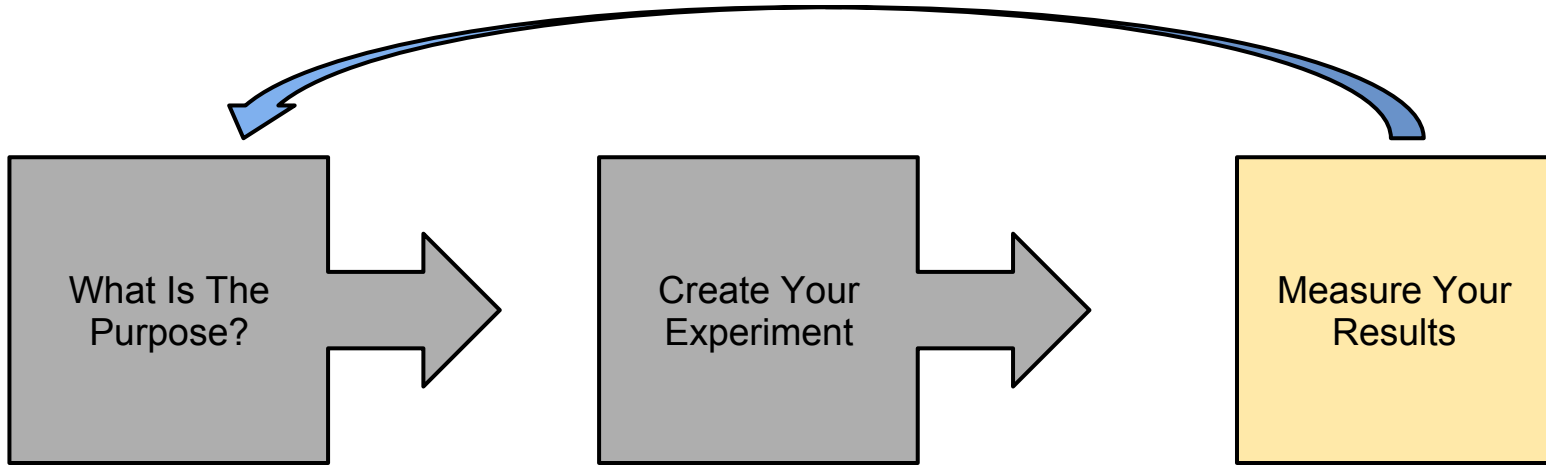 What Is The
Purpose?
Create Your
Experiment
Measure Your
Results